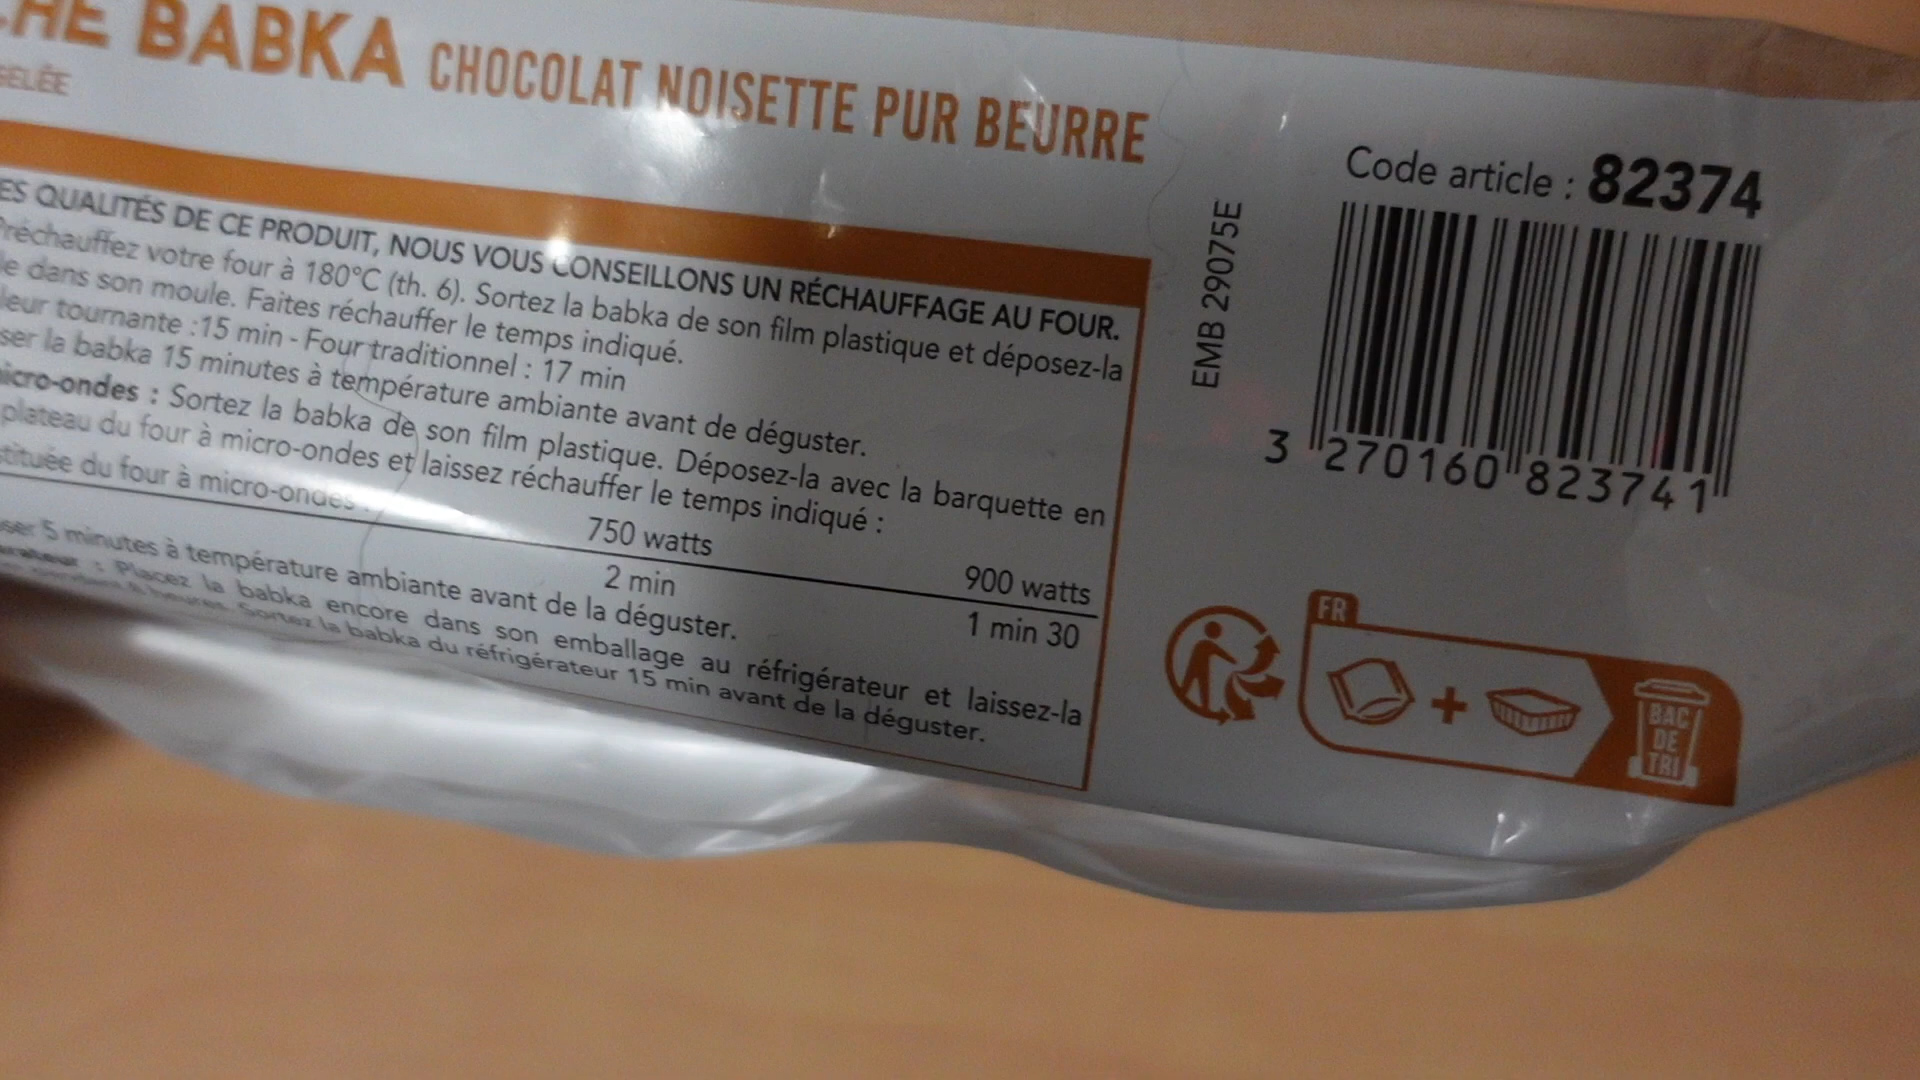 BABKA CHOCOLAT NOISETTE PUR BEURRE
ES QUALITÉS DE CE PRODUIT, NOUS VOUS CONSEILLONS UN RÉCHAUFFAGE AU FOUR.
Préchauffez votre four à 180°C (th. 6). Sortez la babka de son film plastique et déposez-la
dans son moule. Faites réchauffer le temps indiqué.
leur tournante :15 min - Four traditionnel : 17 min
ser la babka 15 minutes à température ambiante avant de déguster.
icro-ondes : Sortez la babka de son film plastique. Déposez-la avec la barquette en
plateau du four à micro-ondes et laissez réchauffer le temps indiqué :
stituée du four à micro-ondes
750 watts
900 watts
2 min
1 min 30
ser 5 minutes à température ambiante avant de la déguster.
Placez la babka encore dans son emballage au réfrigérateur et laissez-la
heures. Sortez la babka du réfrigérateur 15 min avant de la déguster.
EMB 29075E
Code article : 82374
3 270160 823741
FR
BAC
DE
TRI